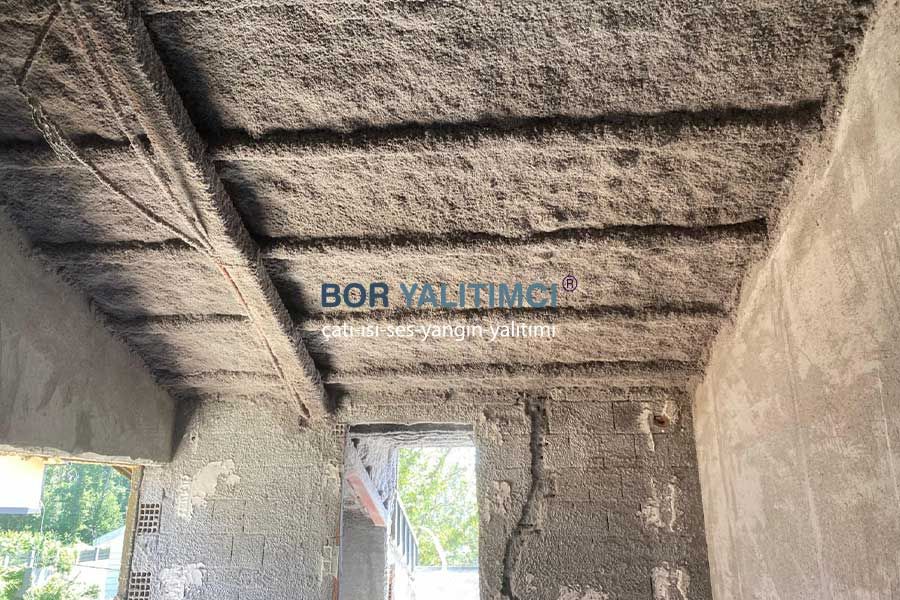 BOR YALITIMCI®
çatı-ısı-ses-yangın-yalıtımı